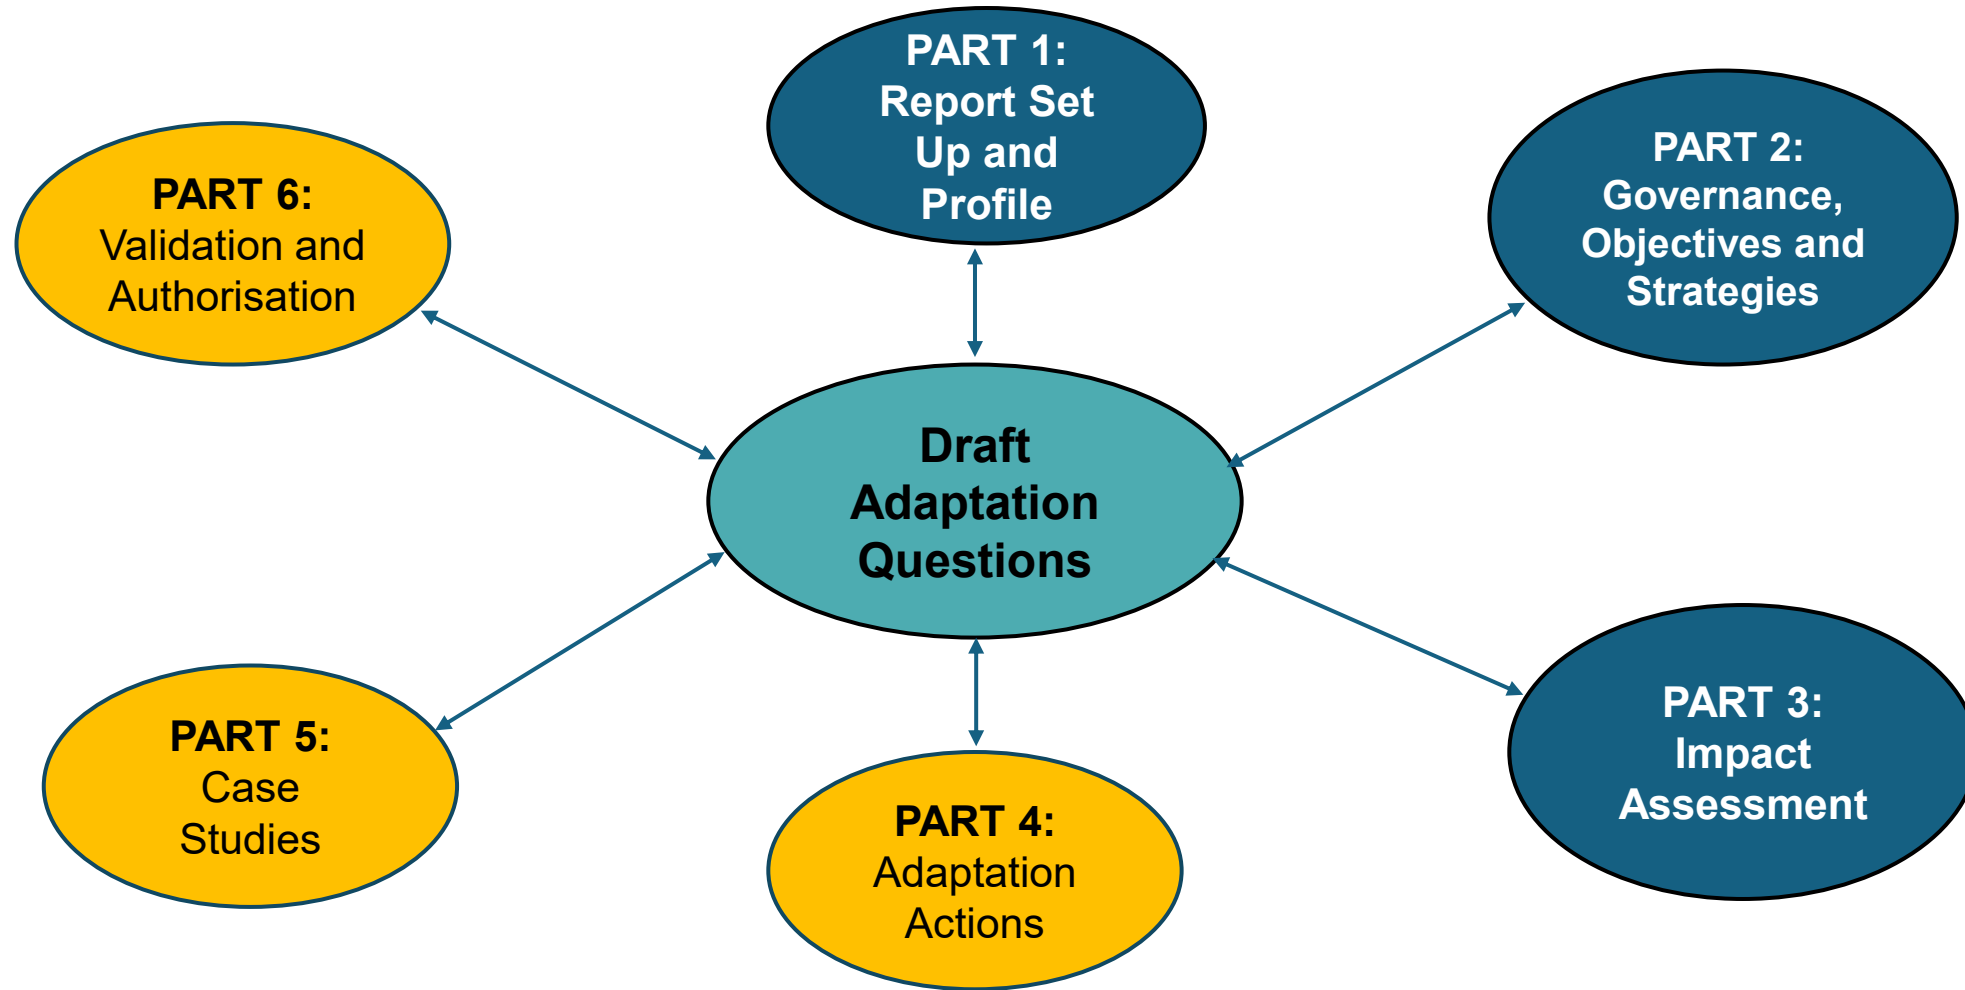 PART 1:
Report Set
Up and
Profile
PART 2:
Governance,
Objectives and
Strategies
PART 3:
Impact
Assessment
PART 4:
Adaptation
Actions
PART 5:
Case
Studies
PART 6:
Validation and
Authorisation
Draft
Adaptation
Questions